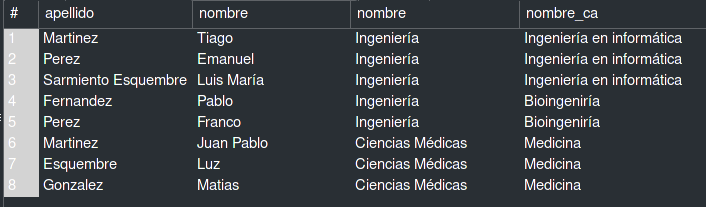 # apellido nombre nombre nombre_ca
1 Martinez Tiago Ingeniería Ingeniería en informática
2 Perez Emanuel Ingeniería Ingeniería en informática
3 Sarmiento Esquembre Luis María Ingeniería Ingeniería en informática
4 Fernandez Pablo Ingeniería Bioingeniría
5 Perez Franco Ingeniería Bioingeniría
6 Martinez Juan Pablo Ciencias Médicas Medicina
7 Esquembre Luz Ciencias Médicas Medicina
8 Gonzalez Matias Ciencias Médicas Medicina